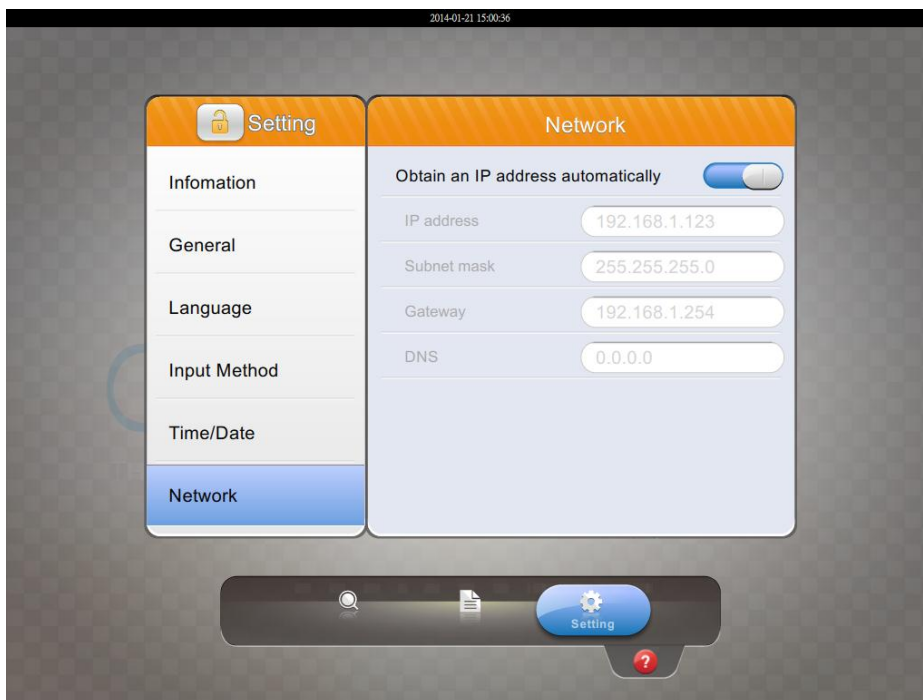 2014-01-21 15:00:36
Setting
Infomation
General
Language
Input Method
Time/Date
Network
Network
Obtain an IP address automatically
IP address 192.168.1.123
Subnet mask 255.255.255.0
Gateway 192.168.1.254
DNS 0.0.0.0
Setting
?